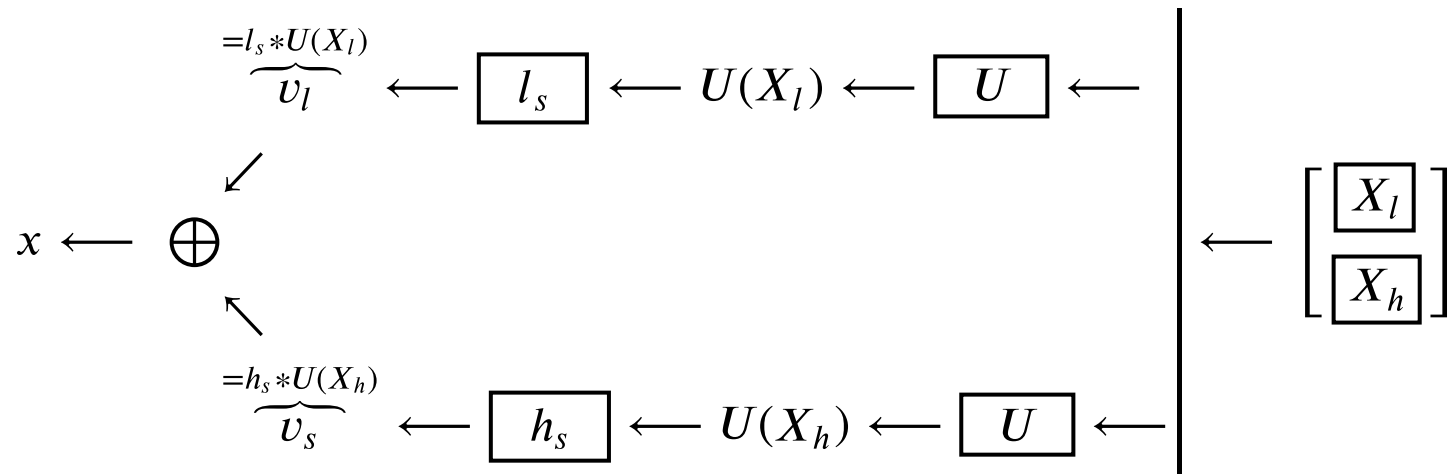 =l_s*U(X_l)
v_l ← l_s ← U(X_l) ← U ←
x ← ⊕ ← [X_l X_h]
=h_s*U(X_h)
v_s ← h_s ← U(X_h) ← U ←